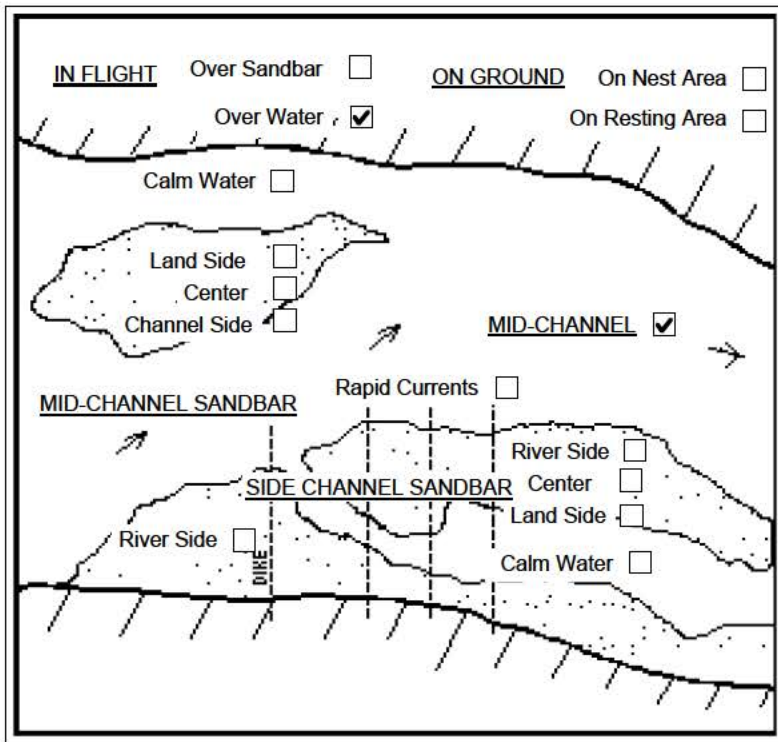 IN FLIGHT Over Sandbar ☐ ON GROUND On Nest Area ☐
Over Water ☑ On Resting Area ☐
Calm Water ☐
Land Side ☐
Center ☐
Channel Side ☐
MID-CHANNEL ☑
Rapid Currents ☐
MID-CHANNEL SANDBAR
River Side ☐
SIDE CHANNEL SANDBAR Center ☐
Land Side ☐
River Side ☐
DIKE
Calm Water ☐